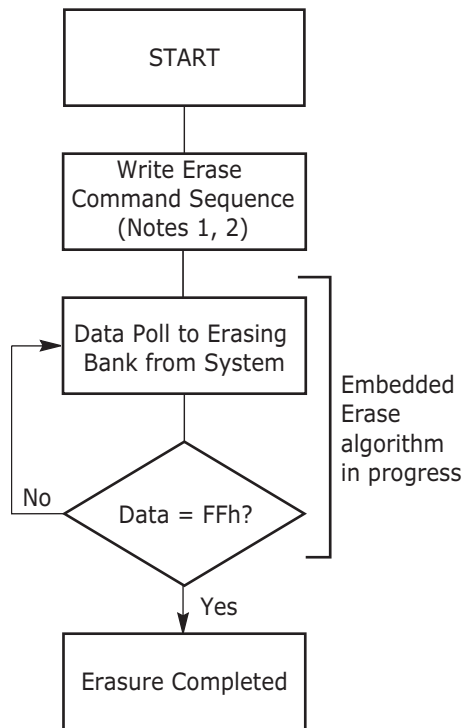 START
Write Erase
Command Sequence
(Notes 1, 2)
Data Poll to Erasing
Bank from System
Embedded
Erase
algorithm
in progress
No
Data = FFh?
Yes
Erasure Completed